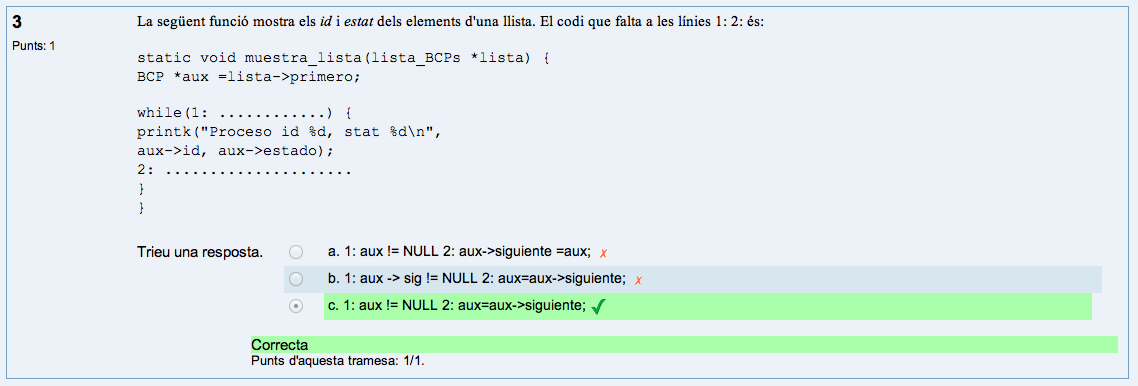 3
Punts: 1
La següent funció mostra els id i estat dels elements d'una llista. El codi que falta a les línies 1: 2: és:
static void muestra_lista(lista_BCPs *lista) {
BCP *aux =lista->primero;
while(1: ............) {
printk("Proceso id %d, stat %d\n",
aux->id, aux->estado);
2: .....................
}
}
Trieu una resposta.
a. 1: aux != NULL 2: aux->siguiente =aux; ✗
b. 1: aux -> sig != NULL 2: aux=aux->siguiente; ✗
c. 1: aux != NULL 2: aux=aux->siguiente; ✓
Correcta
Punts d'aquesta tramesa: 1/1.